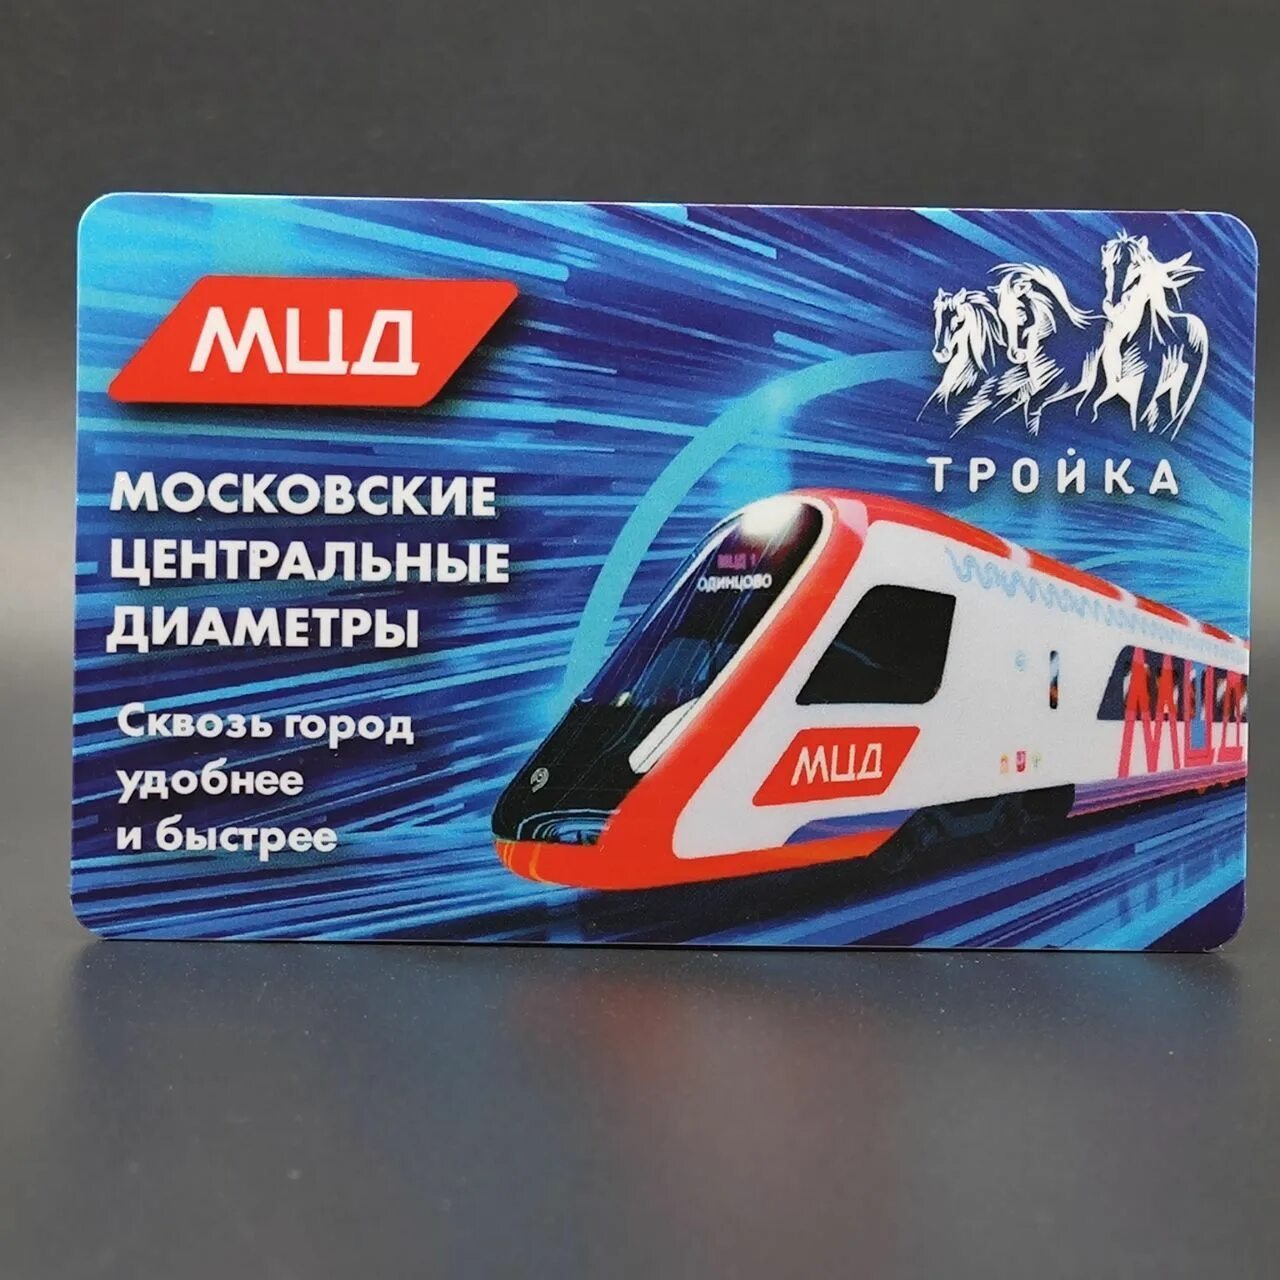 МЦД
ТРОЙКА
МОСКОВСКИЕ
ЦЕНТРАЛЬНЫЕ
ДИАМЕТРЫ
Сквозь город
удобнее
и быстрее
МЦД 1
ОДИНЦОВО
МЦД
МЦД